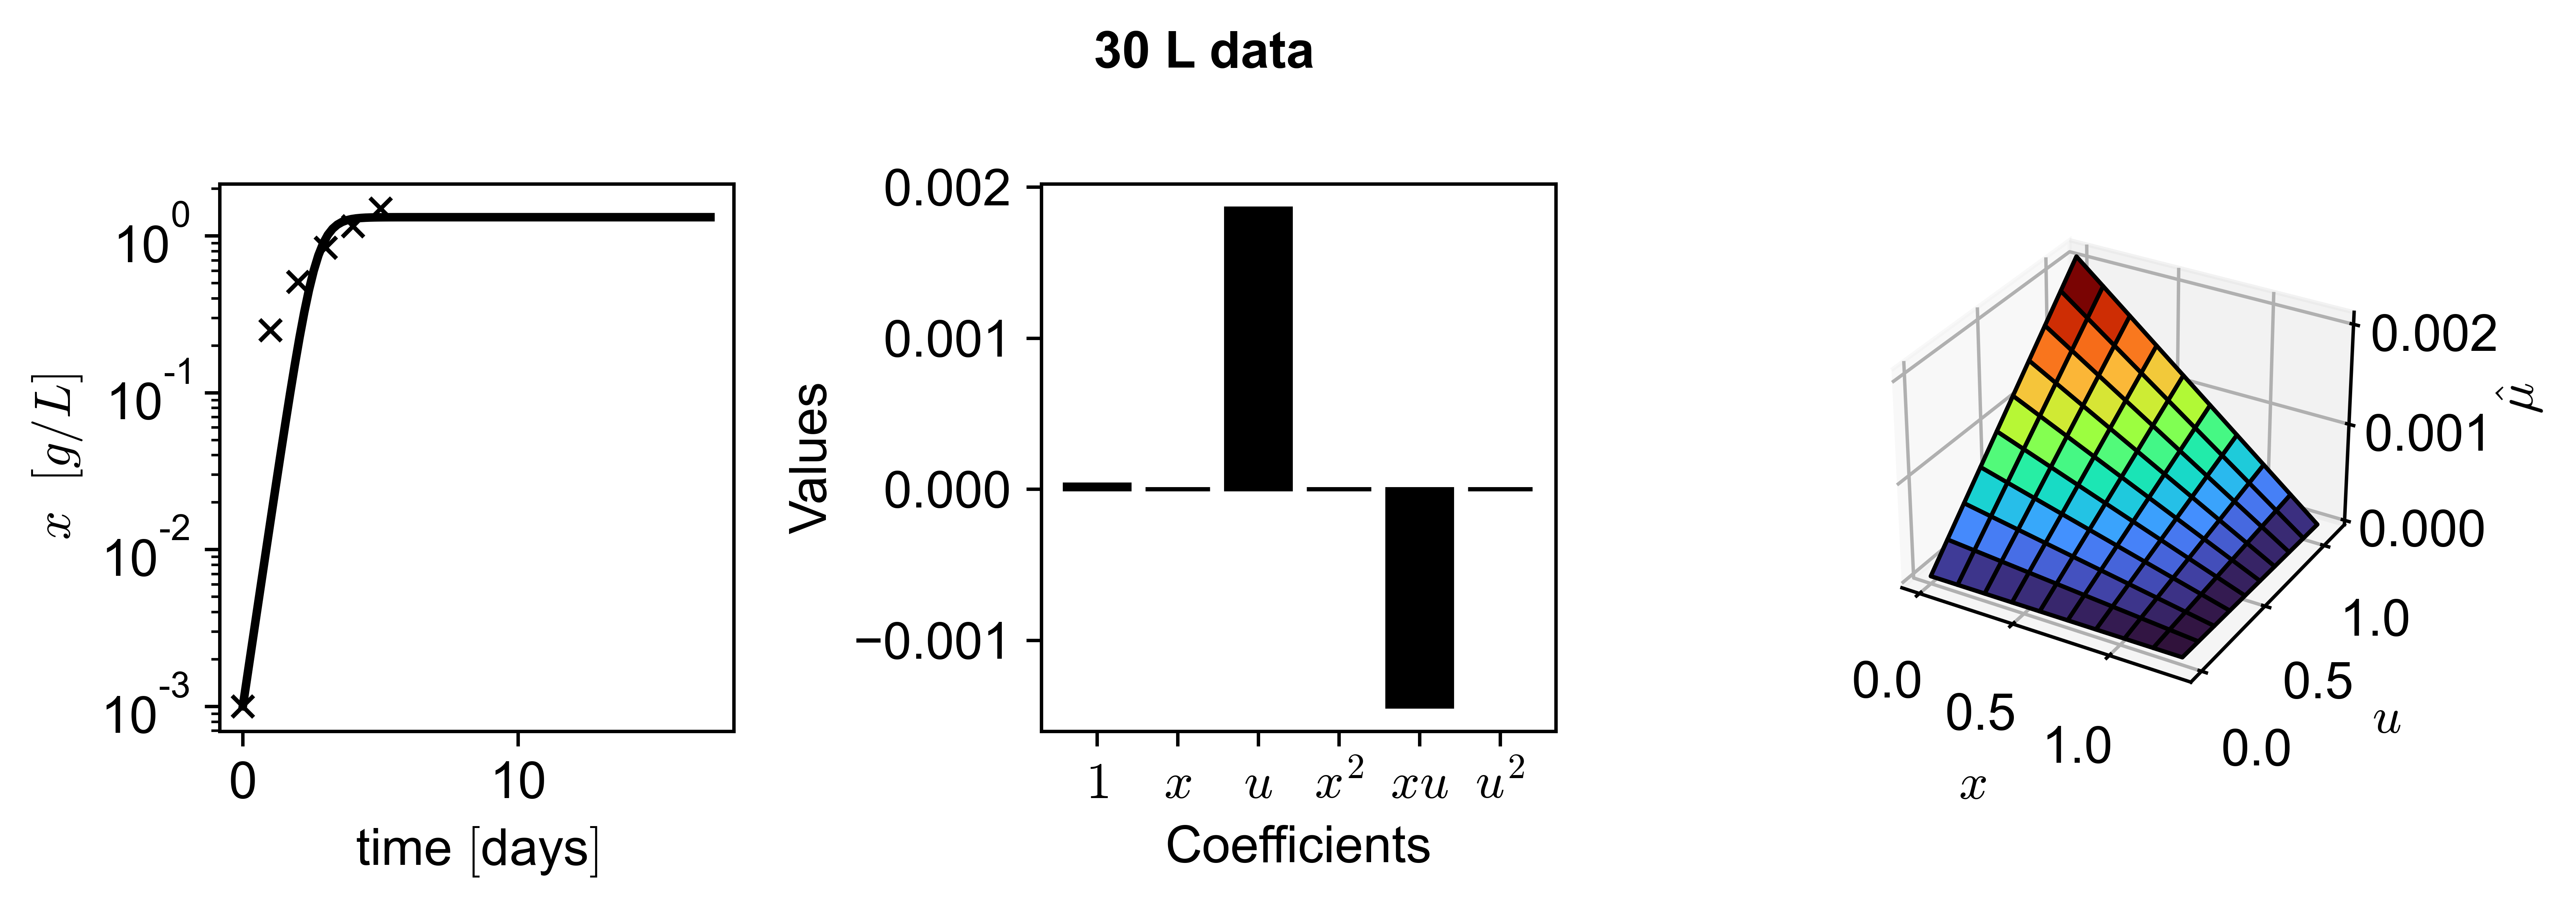 30 L data
x [g/L]
10^0
10^-1
10^-2
10^-3
0 10
time [days]
Values
0.002
0.001
0.000
−0.001
1 x u x^2 xu u^2
Coefficients
0.002
0.001
0.000
μ̂
0.0
0.5
1.0
x
0.0
0.5
1.0
u